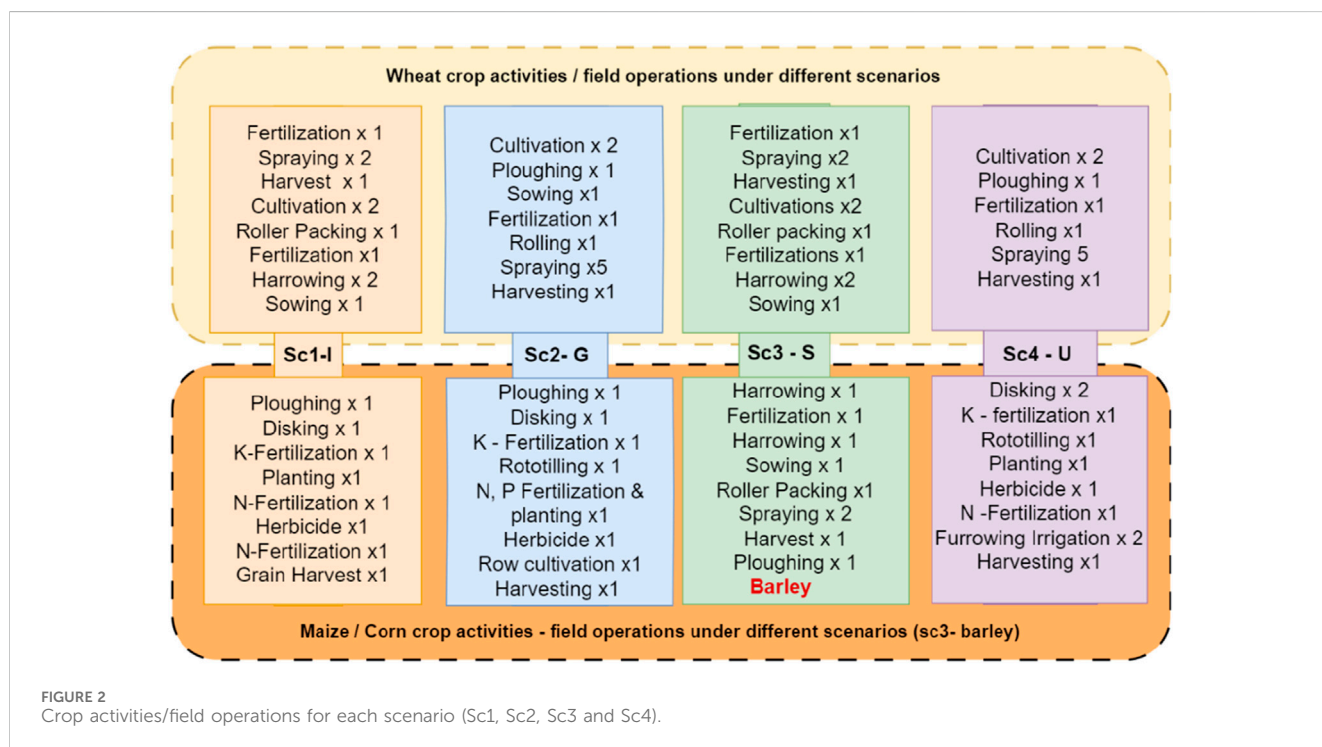 Wheat crop activities / field operations under different scenarios
Fertilization x 1
Spraying x 2
Harvest x 1
Cultivation x 2
Roller Packing x 1
Fertilization x1
Harrowing x 2
Sowing x 1
Cultivation x 2
Ploughing x 1
Sowing x1
Fertilization x1
Rolling x1
Spraying x5
Harvesting x1
Fertilization x1
Spraying x2
Harvesting x1
Cultivations x2
Roller packing x1
Fertilizations x1
Harrowing x2
Sowing x1
Cultivation x 2
Ploughing x 1
Fertilization x1
Rolling x1
Spraying 5
Harvesting x1
Sc1-I
Sc2- G
Sc3 - S
Sc4 - U
Ploughing x 1
Disking x 1
K-Fertilization x 1
Planting x1
N-Fertilization x 1
Herbicide x1
N-Fertilization x1
Grain Harvest x1
Ploughing x 1
Disking x 1
K - Fertilization x 1
Rototilling x 1
N, P Fertilization &
planting x1
Herbicide x1
Row cultivation x1
Harvesting x1
Harrowing x 1
Fertilization x 1
Harrowing x 1
Sowing x 1
Roller Packing x1
Spraying x 2
Harvest x 1
Ploughing x 1
Barley
Disking x 2
K - fertilization x1
Rototilling x1
Planting x1
Herbicide x 1
N -Fertilization x1
Furrowing Irrigation x 2
Harvesting x1
Maize / Corn crop activities - field operations under different scenarios (sc3- barley)
FIGURE 2
Crop activities/field operations for each scenario (Sc1, Sc2, Sc3 and Sc4).